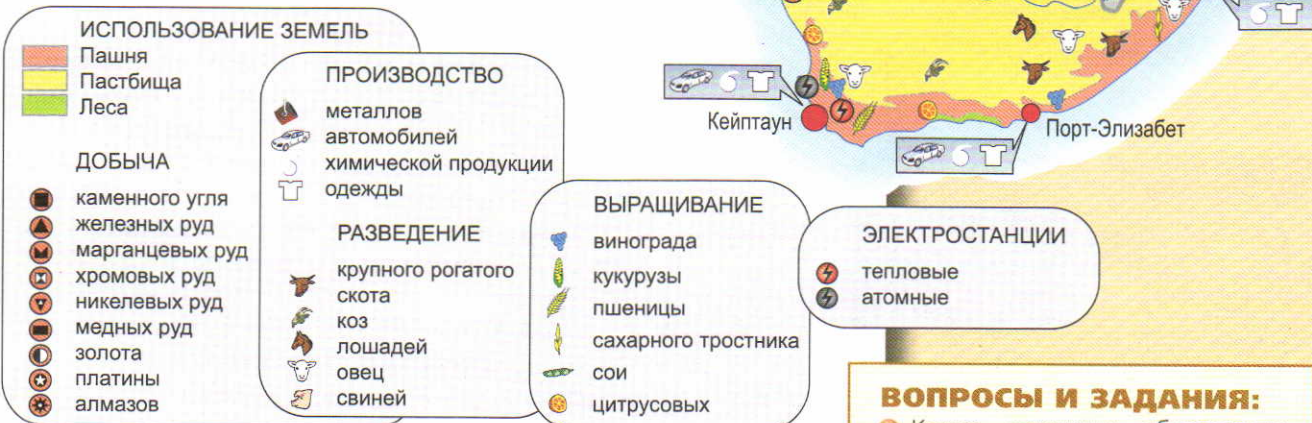 ИСПОЛЬЗОВАНИЕ ЗЕМЕЛЬ
Пашня
Пастбища
Леса
ДОБЫЧА
каменного угля
железных руд
марганцевых руд
хромовых руд
никелевых руд
медных руд
золота
платины
алмазов
ПРОИЗВОДСТВО
металлов
автомобилей
химической продукции
одежды
РАЗВЕДЕНИЕ
крупного рогатого
скота
коз
лошадей
овец
свиней
ВЫРАЩИВАНИЕ
винограда
кукурузы
пшеницы
сахарного тростника
сои
цитрусовых
ЭЛЕКТРОСТАНЦИИ
тепловые
атомные
Кейптаун
Порт-Элизабет
ВОПРОСЫ И ЗАДАНИЯ: